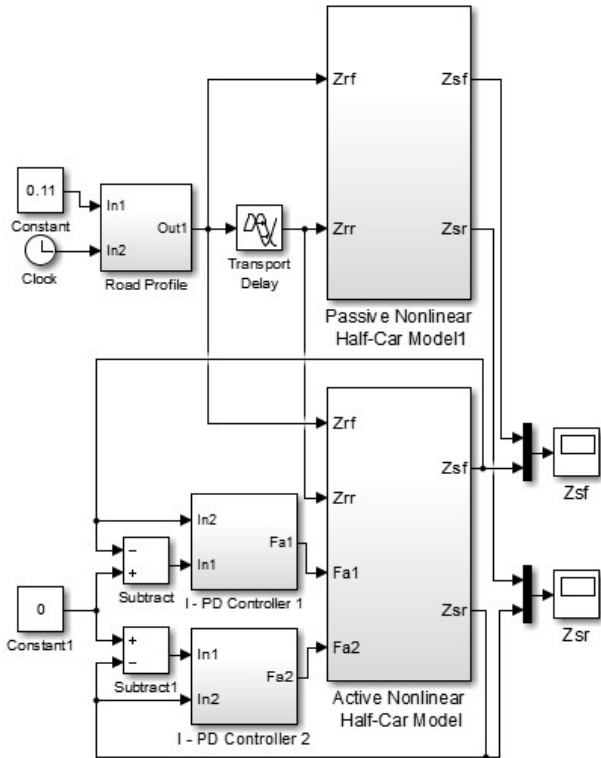 Zrf
Zsf
0.11
Constant
In1
Out1
In2
Clock
Road Profile
Transport
Delay
Zrr
Zsr
Passive Nonlinear
Half-Car Model1
Zrf
Zsf
Zrr
Zsf
In2
Fa1
In1
Fa1
−
+
Subtract
I - PD Controller 1
0
Constant1
Zsr
Zsr
+
−
Subtract1
In1
Fa2
In2
Fa2
I - PD Controller 2
Active Nonlinear
Half-Car Model